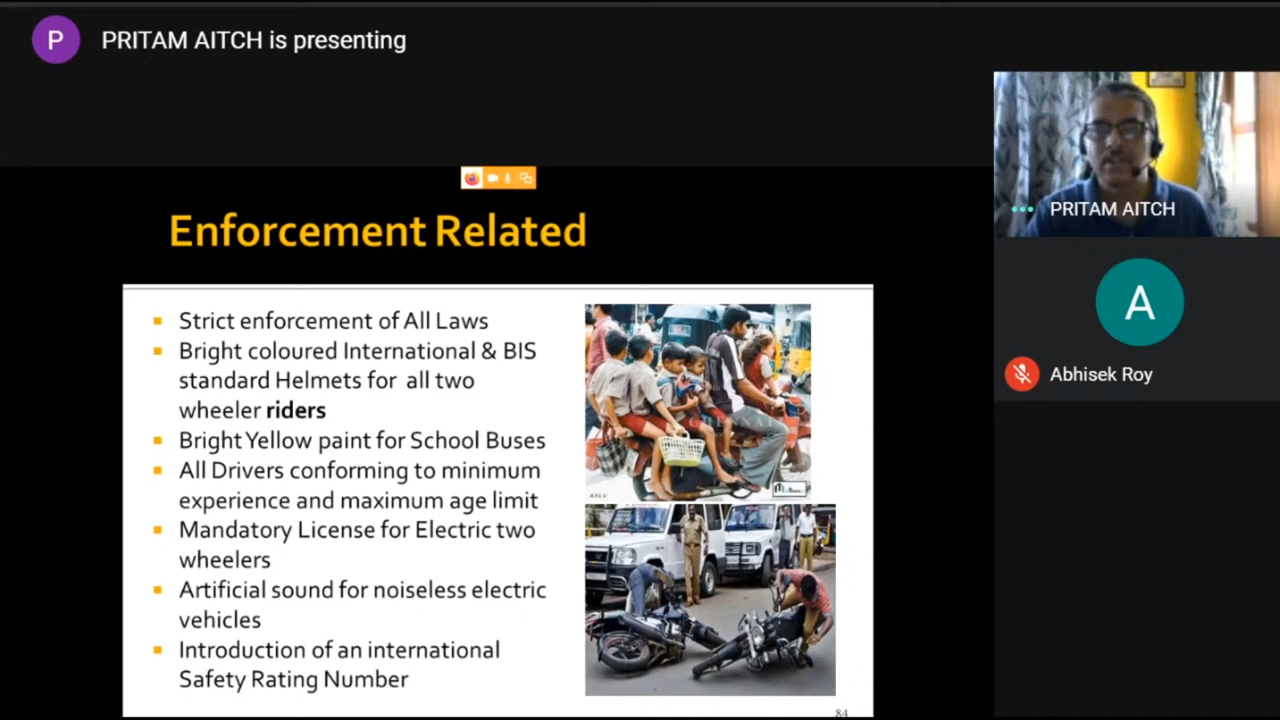 P
PRITAM AITCH is presenting
Enforcement Related
Strict enforcement of All Laws
Bright coloured International & BIS
standard Helmets for all two
wheeler riders
Bright Yellow paint for School Buses
All Drivers conforming to minimum
experience and maximum age limit
Mandatory License for Electric two
wheelers
Artificial sound for noiseless electric
vehicles
Introduction of an international
Safety Rating Number
84
PRITAM AITCH
A
Abhisek Roy